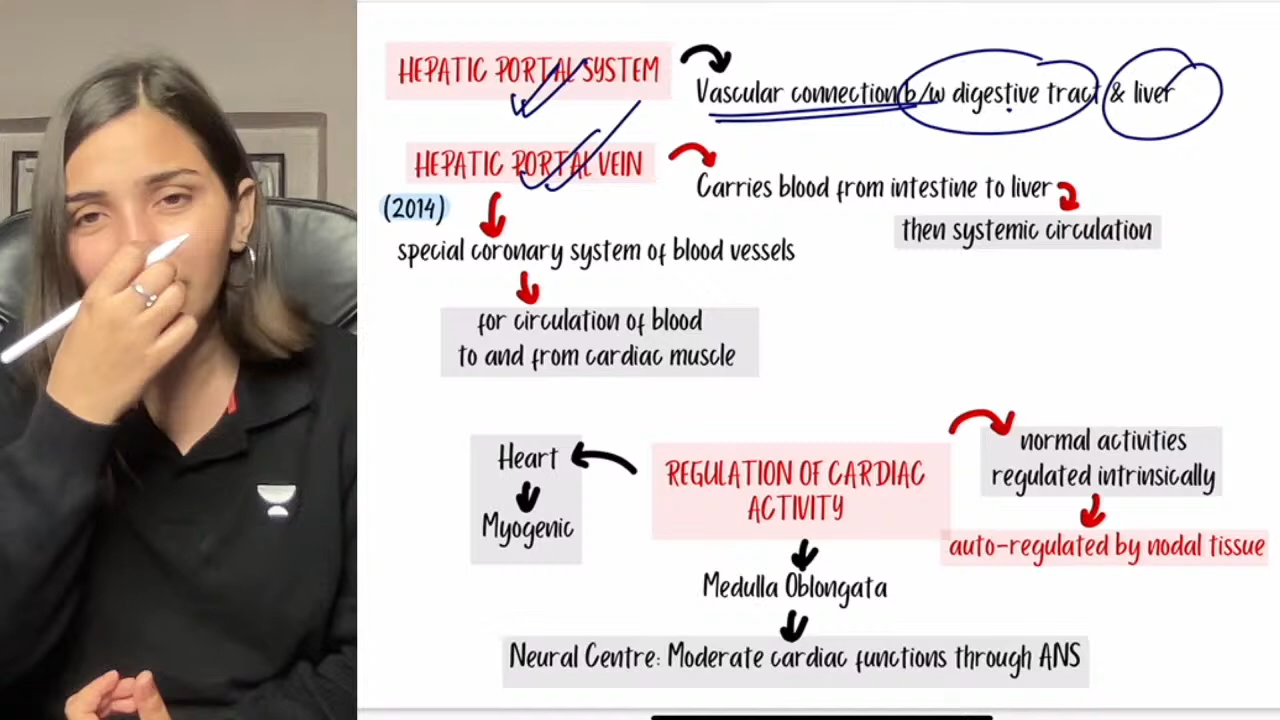 HEPATIC PORTAL SYSTEM
Vascular connection b/w digestive tract & liver
HEPATIC PORTAL VEIN
Carries blood from intestine to liver
(2014)
then systemic circulation
special coronary system of blood vessels
for circulation of blood
to and from cardiac muscle
normal activities
regulated intrinsically
Heart
REGULATION OF CARDIAC
ACTIVITY
Myogenic
auto-regulated by nodal tissue
Medulla Oblongata
Neural Centre: Moderate cardiac functions through ANS